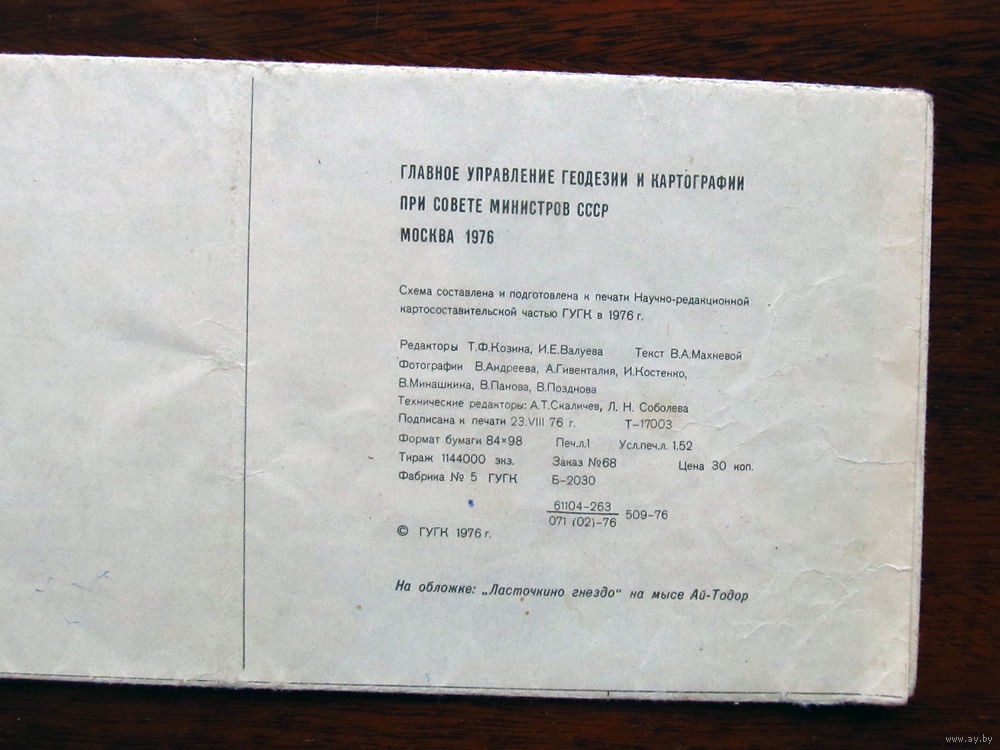 ГЛАВНОЕ УПРАВЛЕНИЕ ГЕОДЕЗИИ И КАРТОГРАФИИ
ПРИ СОВЕТЕ МИНИСТРОВ СССР
МОСКВА 1976
Схема составлена и подготовлена к печати Научно-редакционной
картосоставительской частью ГУГК в 1976 г.
Редакторы Т.Ф.Козина, И.Е.Валуева Текст В.А.Махневой
Фотографии В.Андреева, А.Гивенталия, И.Костенко,
В.Минашкина, В.Панова, В.Позднова
Технические редакторы: А.Т.Скаличев, Л. Н. Соболева
Подписана к печати 23.VIII 76 г. Т-17003
Формат бумаги 84×98 Печ.л.1 Усл.печ.л. 1.52
Тираж 1144000 экз. Заказ №68 Цена 30 коп.
Фабрика № 5 ГУГК Б-2030
61104-263
071 (02)-76 509-76
© ГУГК 1976 г.
На обложке: „Ласточкино гнездо" на мысе Ай-Тодор
www.ay.by